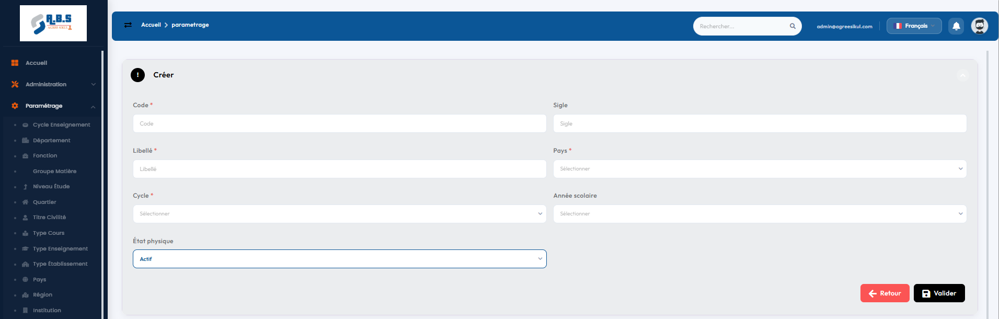 A.B.S
AGREE SIKUL
Accueil
Administration
Paramétrage
Cycle Enseignement
Département
Fonction
Groupe Matière
Niveau Étude
Quartier
Titre Civilité
Type Cours
Type Enseignement
Type Établissement
Pays
Région
Institution
Accueil > parametrage
Rechercher...
admin@agreesikul.com
Français
! Créer
Code *
Code
Sigle
Sigle
Libellé *
Libellé
Pays *
Sélectionner
Cycle *
Sélectionner
Année scolaire
Sélectionner
État physique
Actif
Retour
Valider